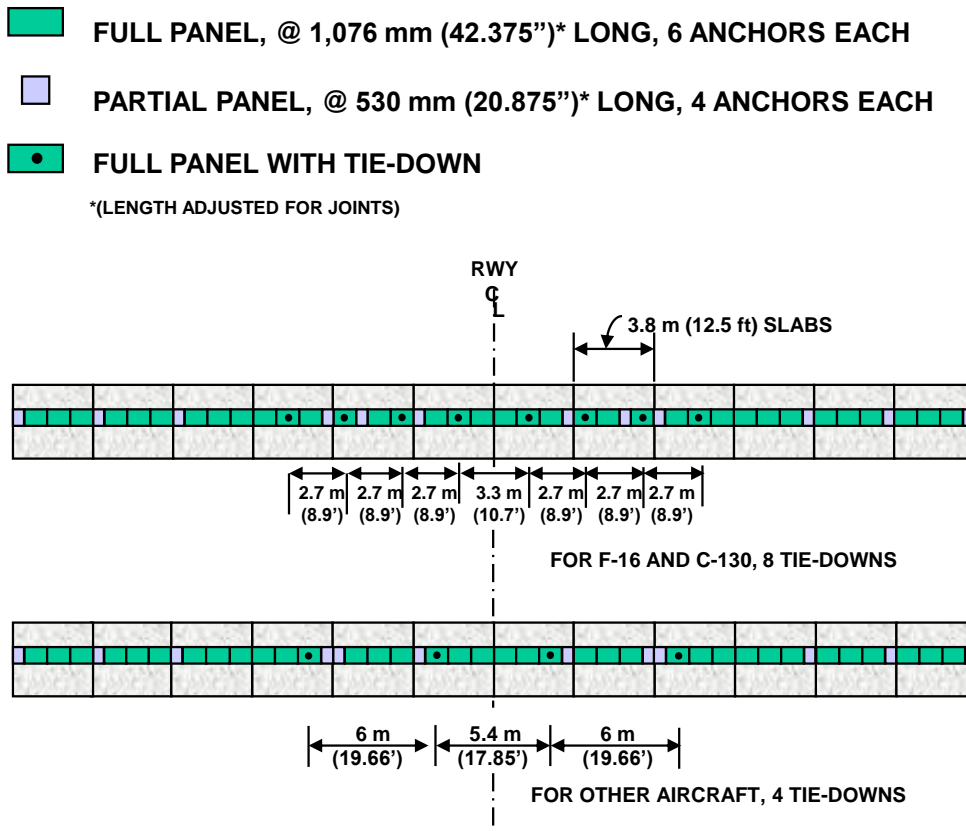 FULL PANEL, @ 1,076 mm (42.375”)* LONG, 6 ANCHORS EACH
PARTIAL PANEL, @ 530 mm (20.875”)* LONG, 4 ANCHORS EACH
FULL PANEL WITH TIE-DOWN
*(LENGTH ADJUSTED FOR JOINTS)
RWY
CL
3.8 m (12.5 ft) SLABS
2.7 m 2.7 m 2.7 m 3.3 m 2.7 m 2.7 m 2.7 m
(8.9’) (8.9’) (8.9’) (10.7’) (8.9’) (8.9’) (8.9’)
FOR F-16 AND C-130, 8 TIE-DOWNS
6 m 5.4 m 6 m
(19.66’) (17.85’) (19.66’)
FOR OTHER AIRCRAFT, 4 TIE-DOWNS